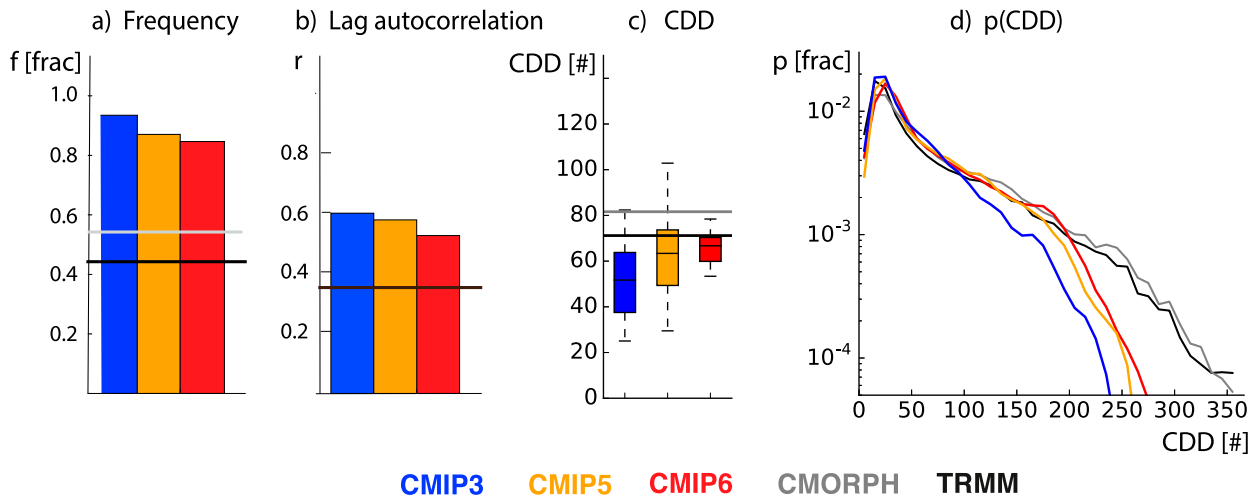 a) Frequency
f [frac]
1.0
0.8
0.6
0.4
0.2
b) Lag autocorrelation
r
0.8
0.6
0.4
0.2
c) CDD
CDD [#]
120
100
80
60
40
20
0
d) p(CDD)
p [frac]
10⁻²
10⁻³
10⁻⁴
0 50 100 150 200 250 300 350
CDD [#]
CMIP3 CMIP5 CMIP6 CMORPH TRMM